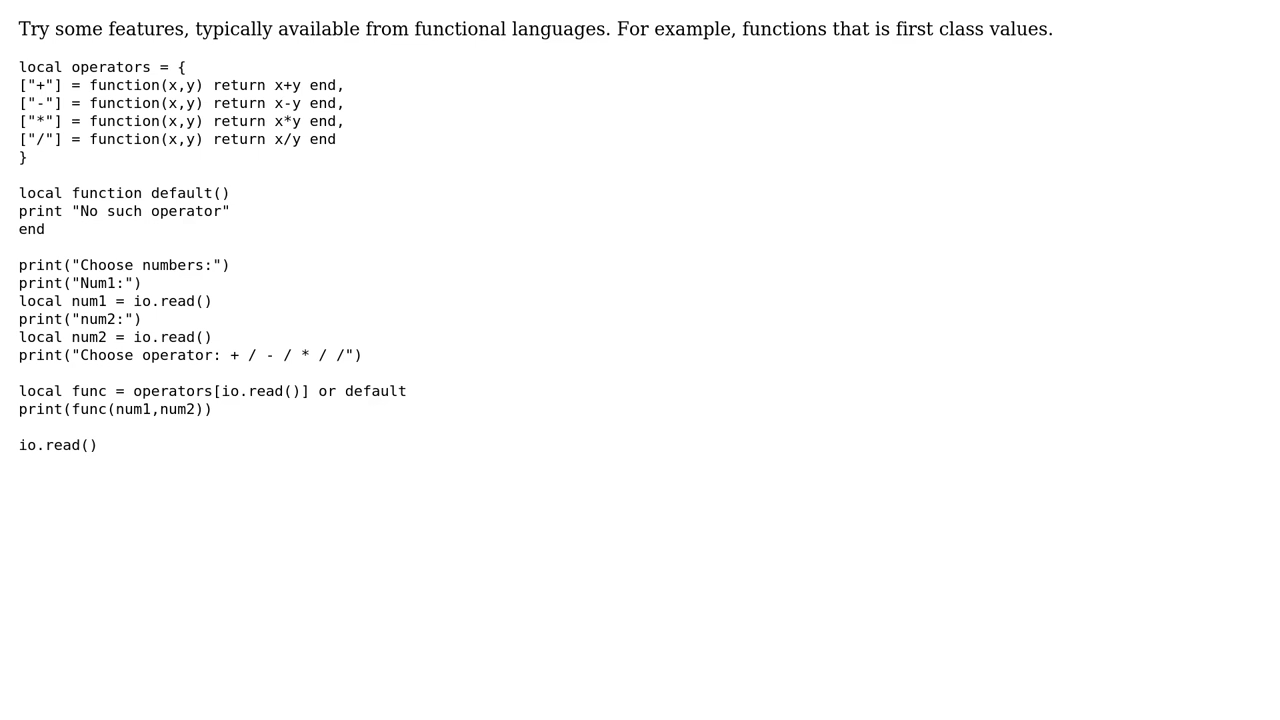 Try some features, typically available from functional languages. For example, functions that is first class values.
local operators = {
["+"] = function(x,y) return x+y end,
["-"] = function(x,y) return x-y end,
["*"] = function(x,y) return x*y end,
["/"] = function(x,y) return x/y end
}
local function default()
print "No such operator"
end
print("Choose numbers:")
print("Num1:")
local num1 = io.read()
print("num2:")
local num2 = io.read()
print("Choose operator: + / - / * / /")
local func = operators[io.read()] or default
print(func(num1,num2))
io.read()